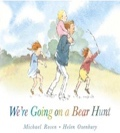 We're Going on a Bear Hunt
Michael Rosen Helen Oxenbury